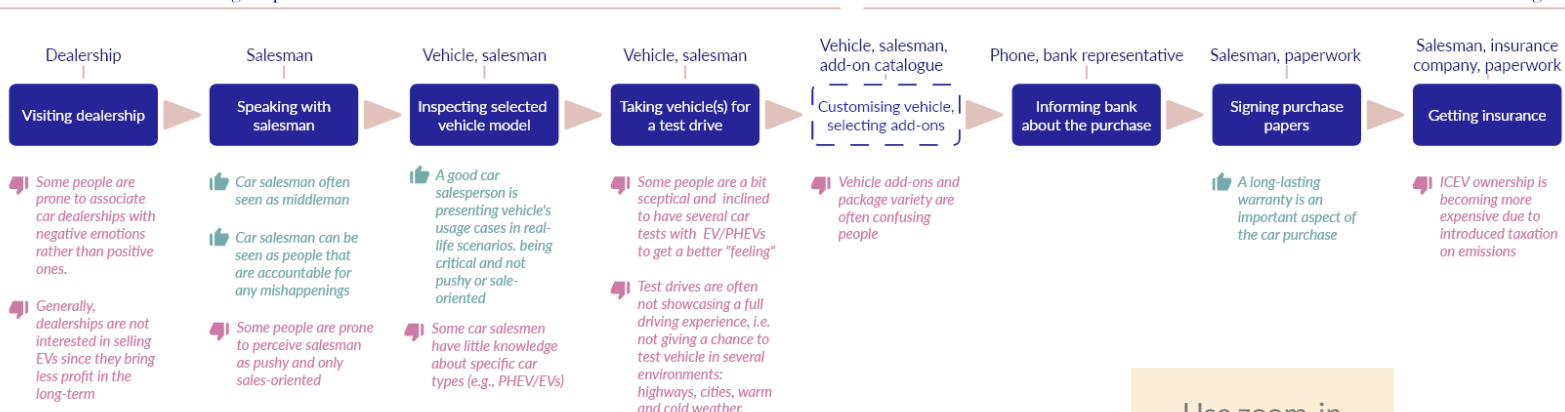 Dealership
Visiting dealership
Some people are
prone to associate
car dealerships with
negative emotions
rather than positive
ones.
Generally,
dealerships are not
interested in selling
EVs since they bring
less profit in the
long-term
Salesman
Speaking with
salesman
Car salesman often
seen as middleman
Car salesman can be
seen as people that
are accountable for
any mishappenings
Some people are prone
to perceive salesman
as pushy and only
sales-oriented
Vehicle, salesman
Inspecting selected
vehicle model
A good car
salesperson is
presenting vehicle's
usage cases in real-
life scenarios. being
critical and not
pushy or sale-
oriented
Some car salesmen
have little knowledge
about specific car
types (e.g., PHEV/EVs)
Vehicle, salesman
Taking vehicle(s) for
a test drive
Some people are a bit
sceptical and inclined
to have several car
tests with EV/PHEVs
to get a better "feeling"
Test drives are often
not showcasing a full
driving experience, i.e.
not giving a chance to
test vehicle in several
environments:
highways, cities, warm
and cold weather.
Vehicle, salesman,
add-on catalogue
Customising vehicle,
selecting add-ons
Vehicle add-ons and
package variety are
often confusing
people
Phone, bank representative
Informing bank
about the purchase
Salesman, paperwork
Signing purchase
papers
A long-lasting
warranty is an
important aspect of
the car purchase
Salesman, insurance
company, paperwork
Getting insurance
ICEV ownership is
becoming more
expensive due to
introduced taxation
on emissions
Use zoom-in